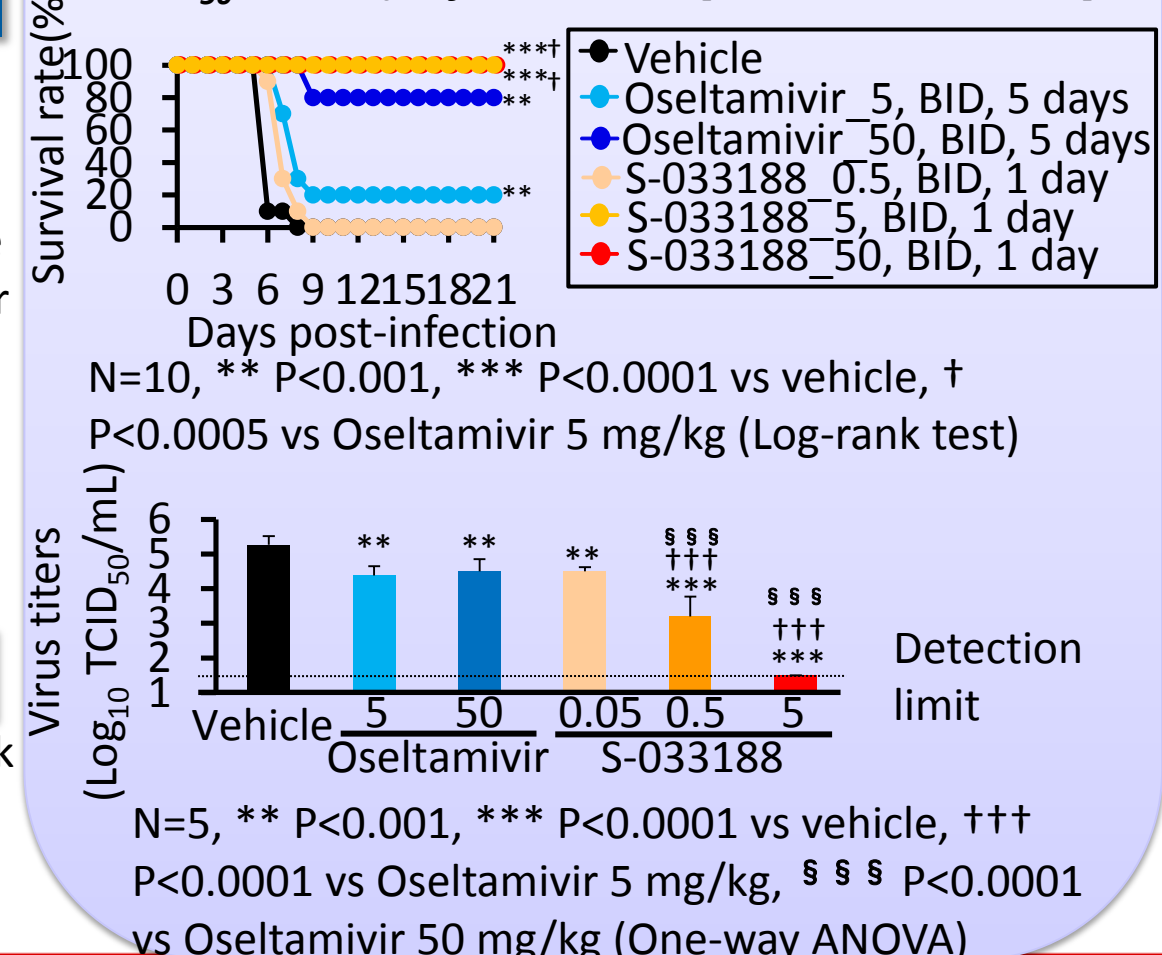 Survival rate(%
100
80
60
40
20
0
0 3 6 9 12 15 18 21
Days post-infection
***†
***†
**
**
Vehicle
Oseltamivir_5, BID, 5 days
Oseltamivir_50, BID, 5 days
S-033188_0.5, BID, 1 day
S-033188_5, BID, 1 day
S-033188_50, BID, 1 day
N=10, ** P<0.001, *** P<0.0001 vs vehicle, †
P<0.0005 vs Oseltamivir 5 mg/kg (Log-rank test)
Virus titers
(Log10 TCID50/mL)
6
5
4
3
2
1
**
**
**
§ § §
†††
***
§ § §
†††
***
Detection
limit
Vehicle 5 50 0.05 0.5 5
Oseltamivir S-033188
N=5, ** P<0.001, *** P<0.0001 vs vehicle, †††
P<0.0001 vs Oseltamivir 5 mg/kg, § § § P<0.0001
vs Oseltamivir 50 mg/kg (One-way ANOVA)